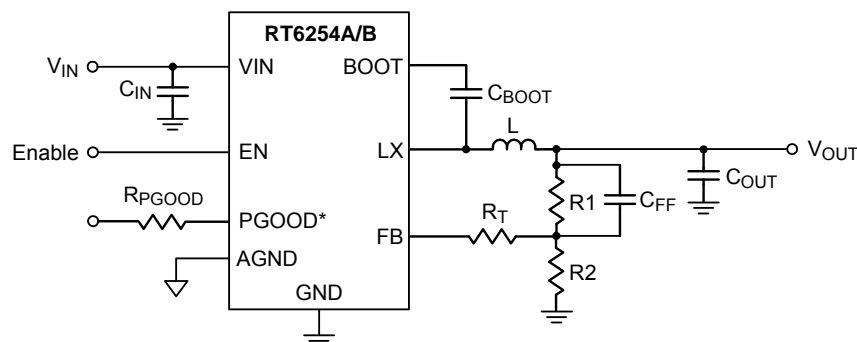 RT6254A/B
VIN
VIN
BOOT
CIN
CBOOT
Enable
EN
LX
L
VOUT
COUT
RPGOOD
PGOOD*
R1
CFF
RT
FB
AGND
R2
GND